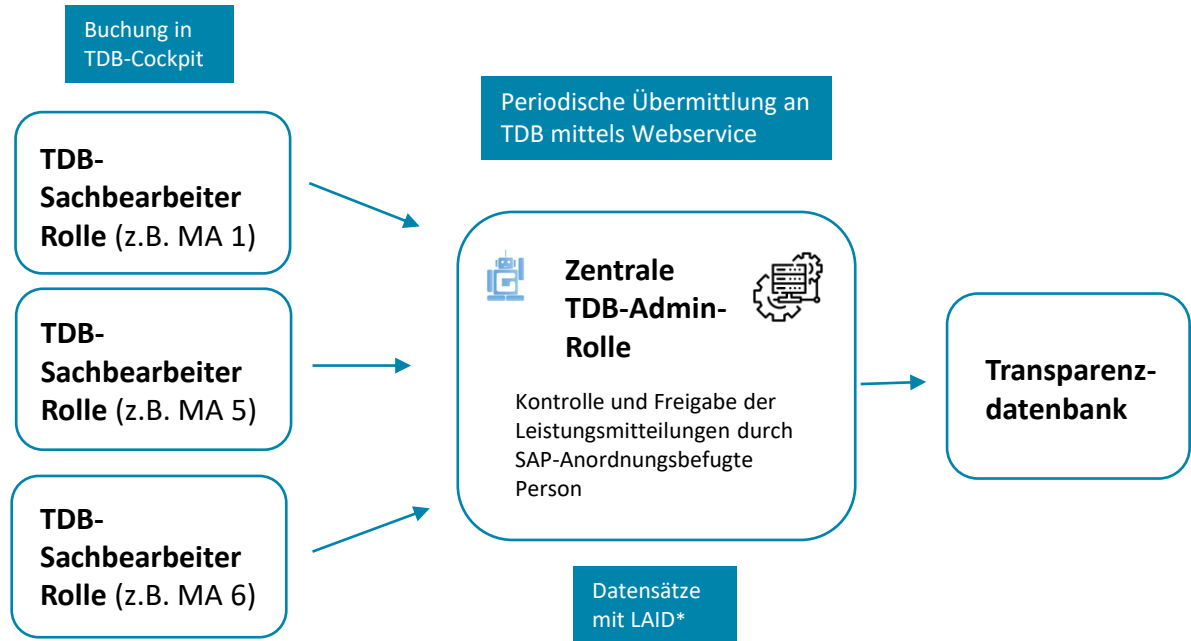 Buchung in
TDB-Cockpit
Periodische Übermittlung an
TDB mittels Webservice
TDB-
Sachbearbeiter
Rolle (z.B. MA 1)
TDB-
Sachbearbeiter
Rolle (z.B. MA 5)
TDB-
Sachbearbeiter
Rolle (z.B. MA 6)
Zentrale
TDB-Admin-
Rolle
Kontrolle und Freigabe der
Leistungsmitteilungen durch
SAP-Anordnungsbefugte
Person
Datensätze
mit LAID*
Transparenz-
datenbank